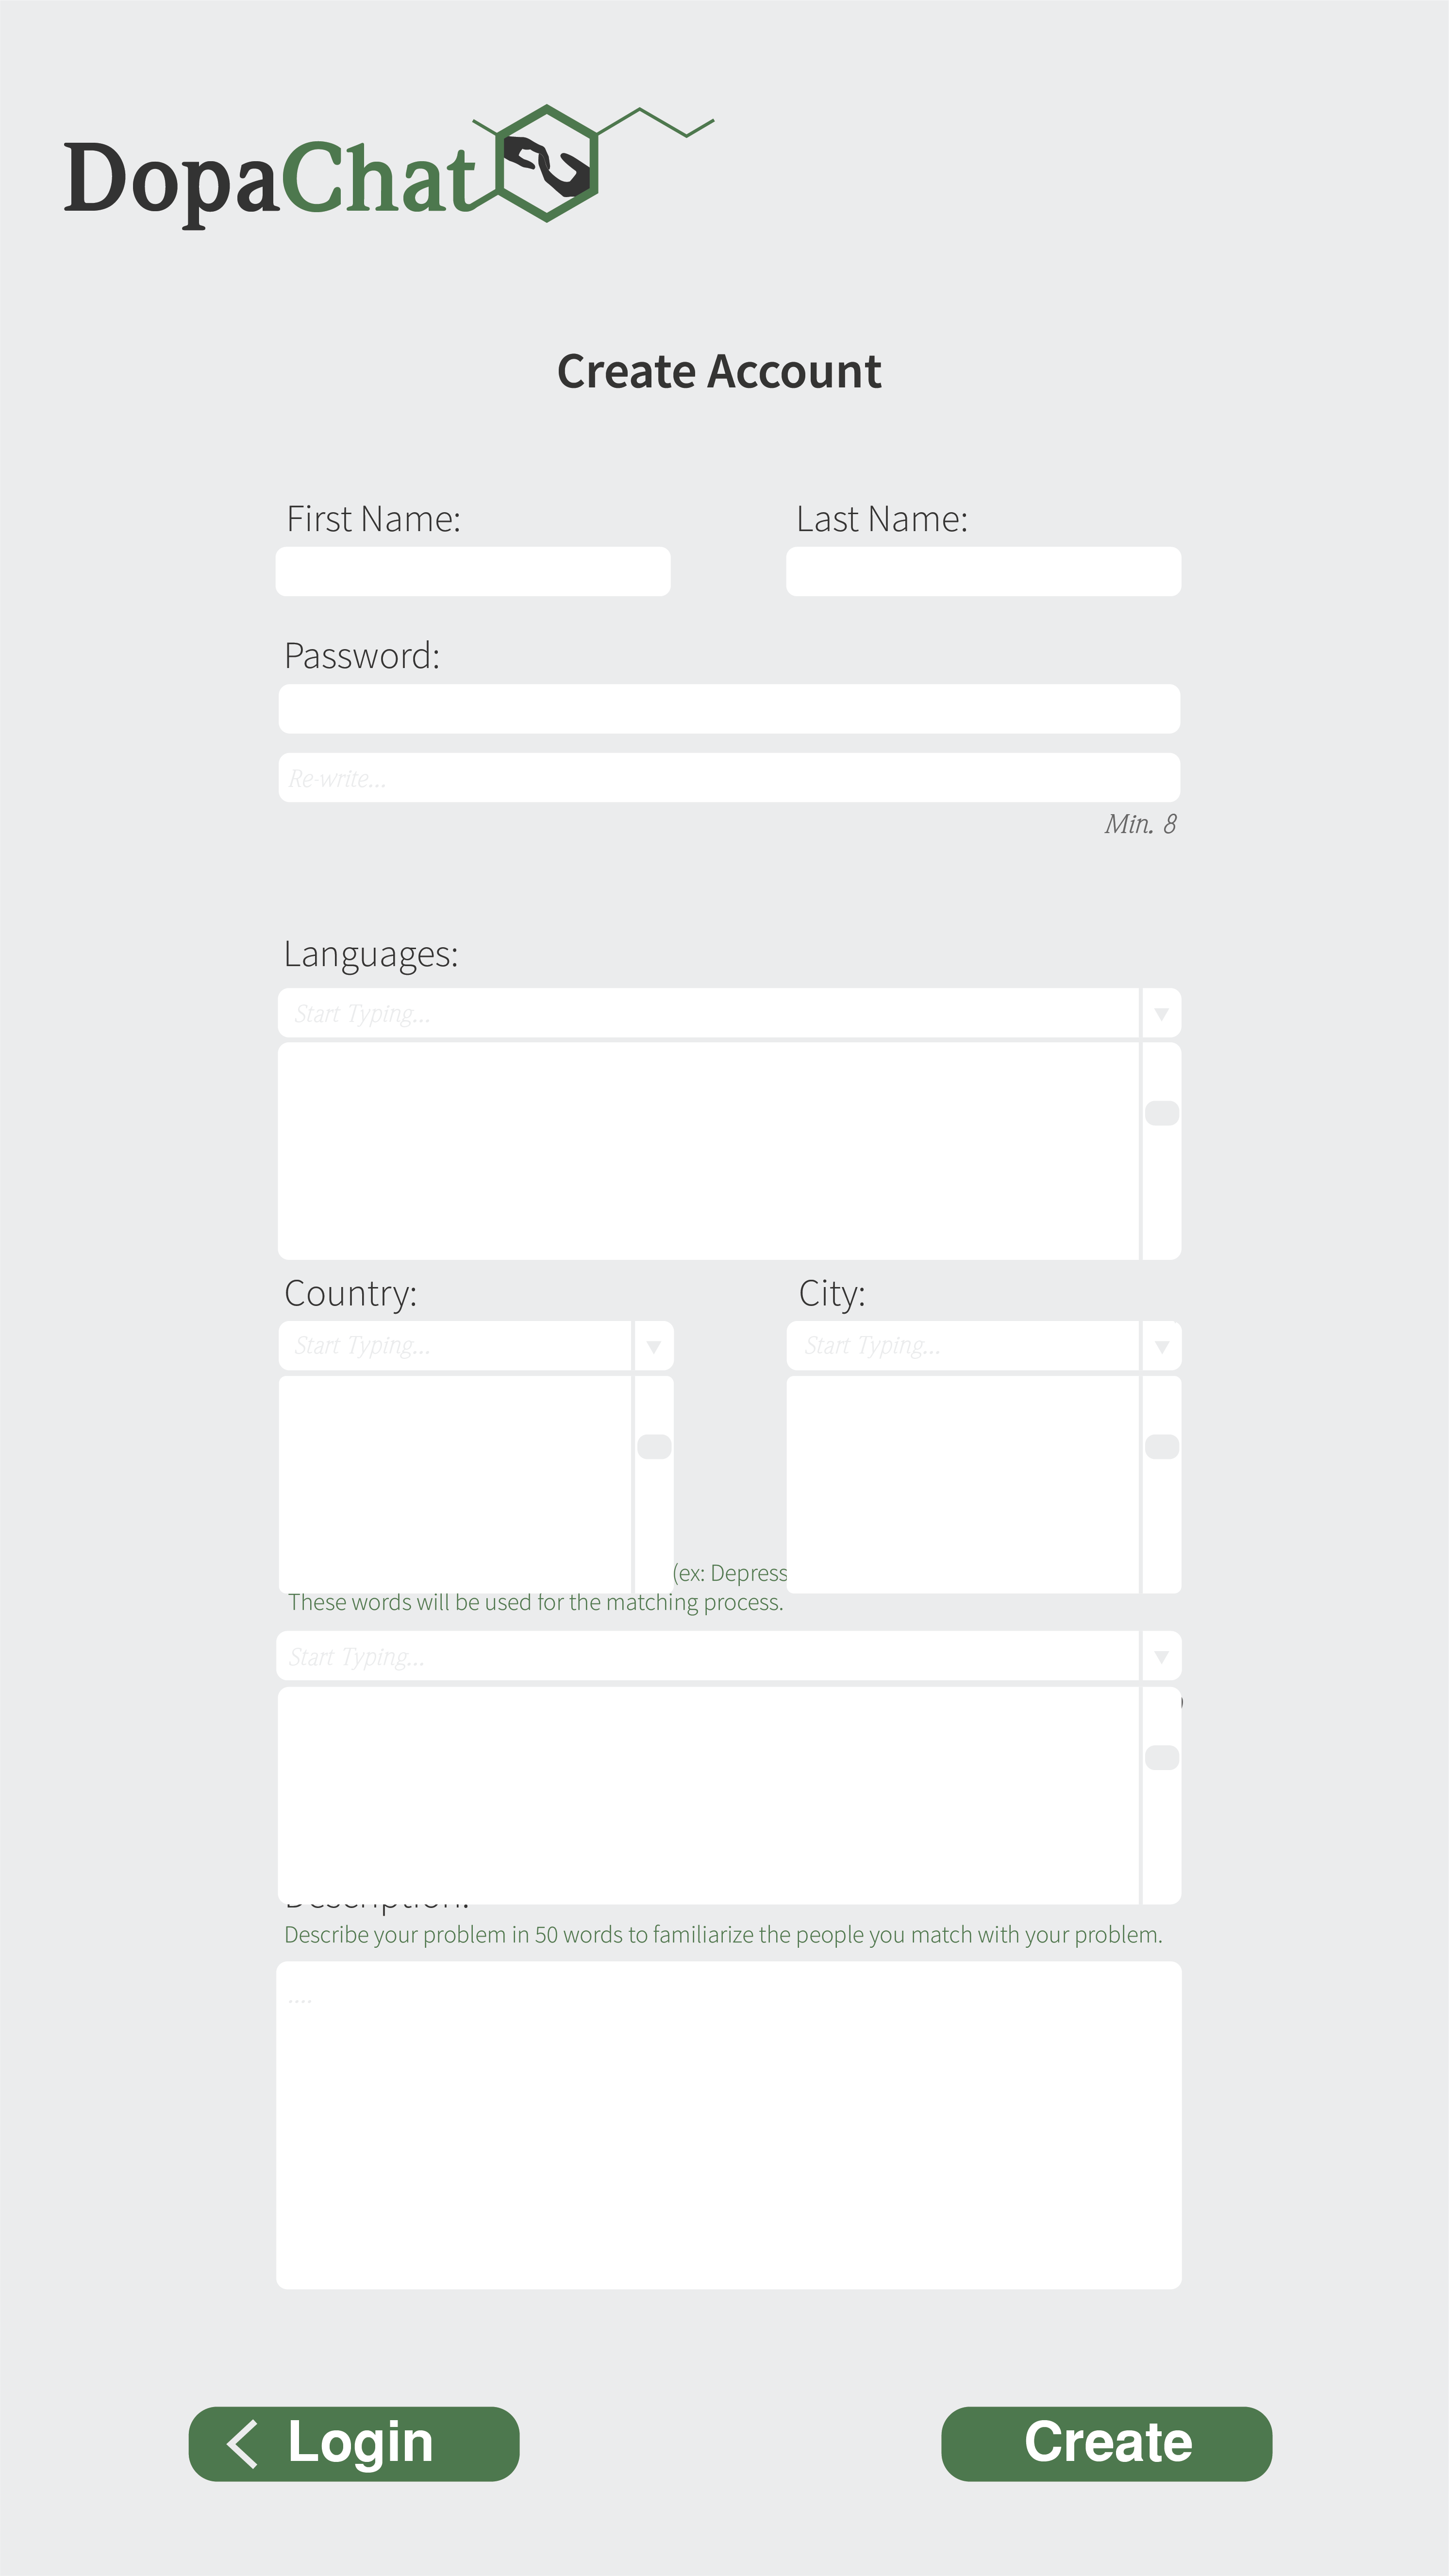 DopaChat
Create Account
First Name: Last Name:
Password:
Re-write...
Min. 8
Languages:
Start Typing...
Country: City:
Start Typing... Start Typing...
(ex: Depress
These words will be used for the matching process.
Start Typing...
Description:
Describe your problem in 50 words to familiarize the people you match with your problem.
....
Login Create